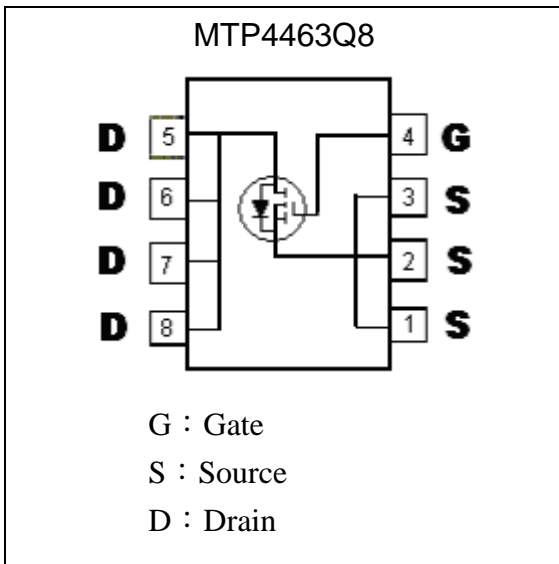 MTP4463Q8
D 5 4 G
D 6 3 S
D 7 2 S
D 8 1 S
G：Gate
S：Source
D：Drain